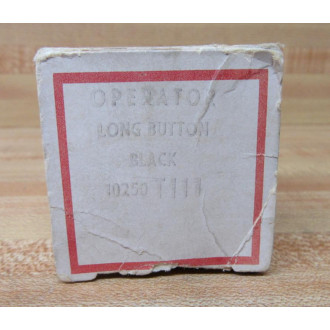 OPERATOR
LONG BUTTON
BLACK
10250 T111